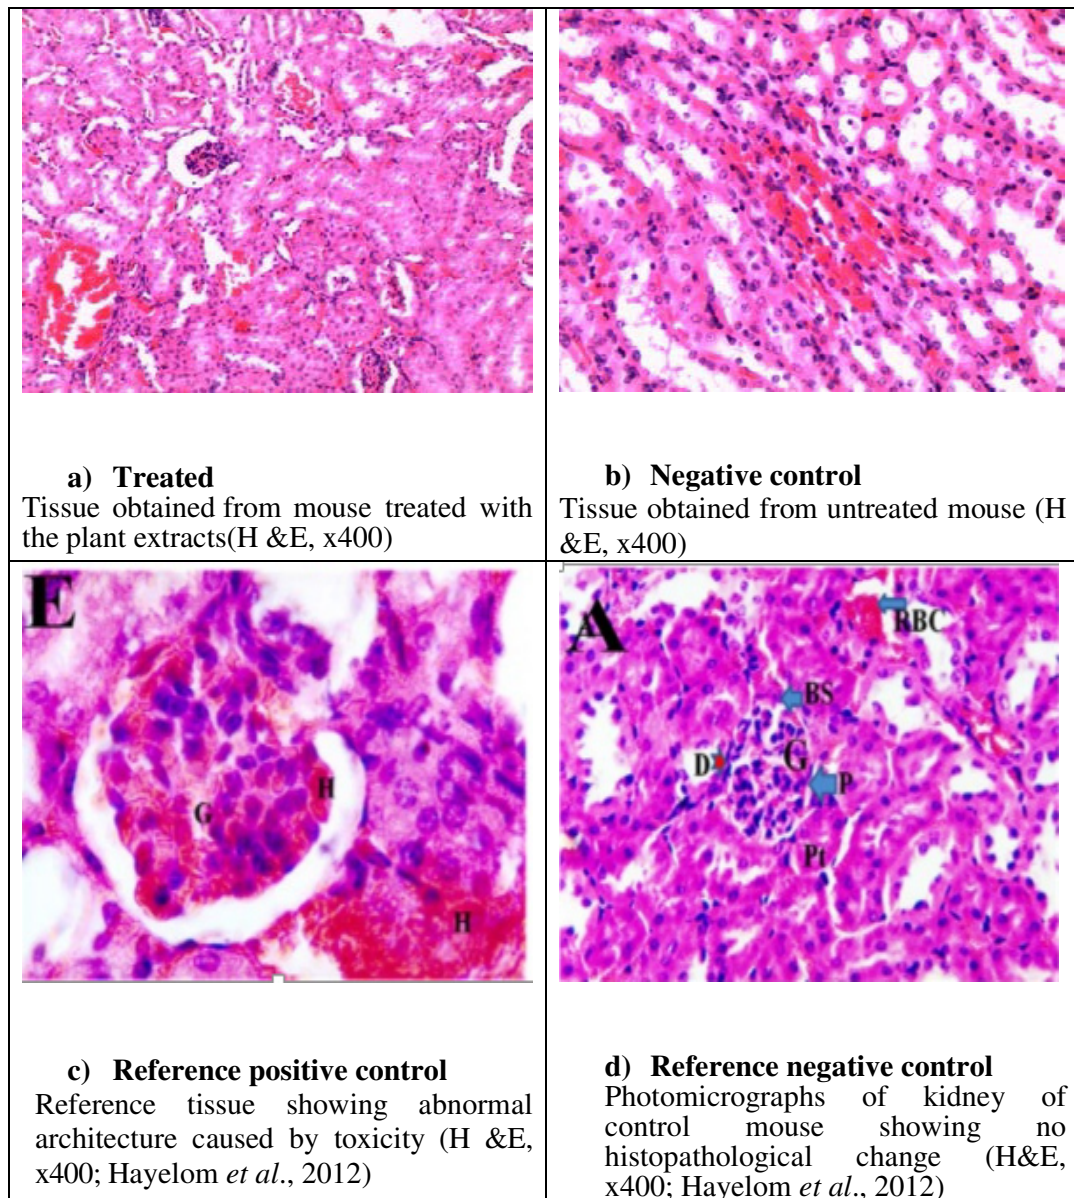 a) Treated
Tissue obtained from mouse treated with
the plant extracts(H &E, x400)
b) Negative control
Tissue obtained from untreated mouse (H
&E, x400)
E
G
H
H
A
RBC
BS
G
D
P
Pt
c) Reference positive control
Reference tissue showing abnormal
architecture caused by toxicity (H &E,
x400; Hayelom et al., 2012)
d) Reference negative control
Photomicrographs of kidney of
control mouse showing no
histopathological change (H&E,
x400; Hayelom et al., 2012)